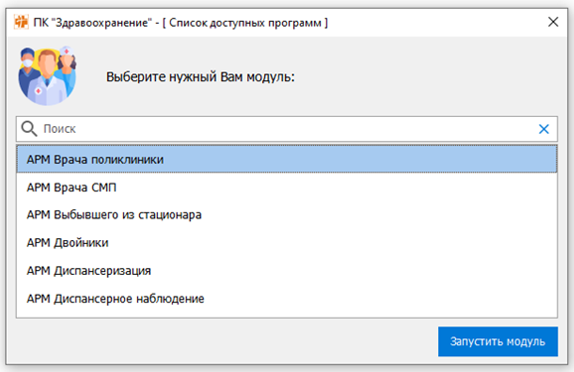 ПК "Здравоохранение" - [ Список доступных программ ]
Выберите нужный Вам модуль:
Поиск
АРМ Врача поликлиники
АРМ Врача СМП
АРМ Выбывшего из стационара
АРМ Двойники
АРМ Диспансеризация
АРМ Диспансерное наблюдение
Запустить модуль